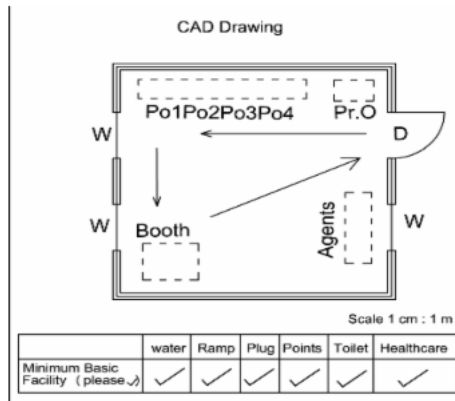 CAD Drawing
Po1Po2Po3Po4 Pr.O
W D
W Booth Agents W
Scale 1 cm : 1 m
water Ramp Plug Points Toilet Healthcare
Minimum Basic
Facility (please ✓) ✓ ✓ ✓ ✓ ✓ ✓